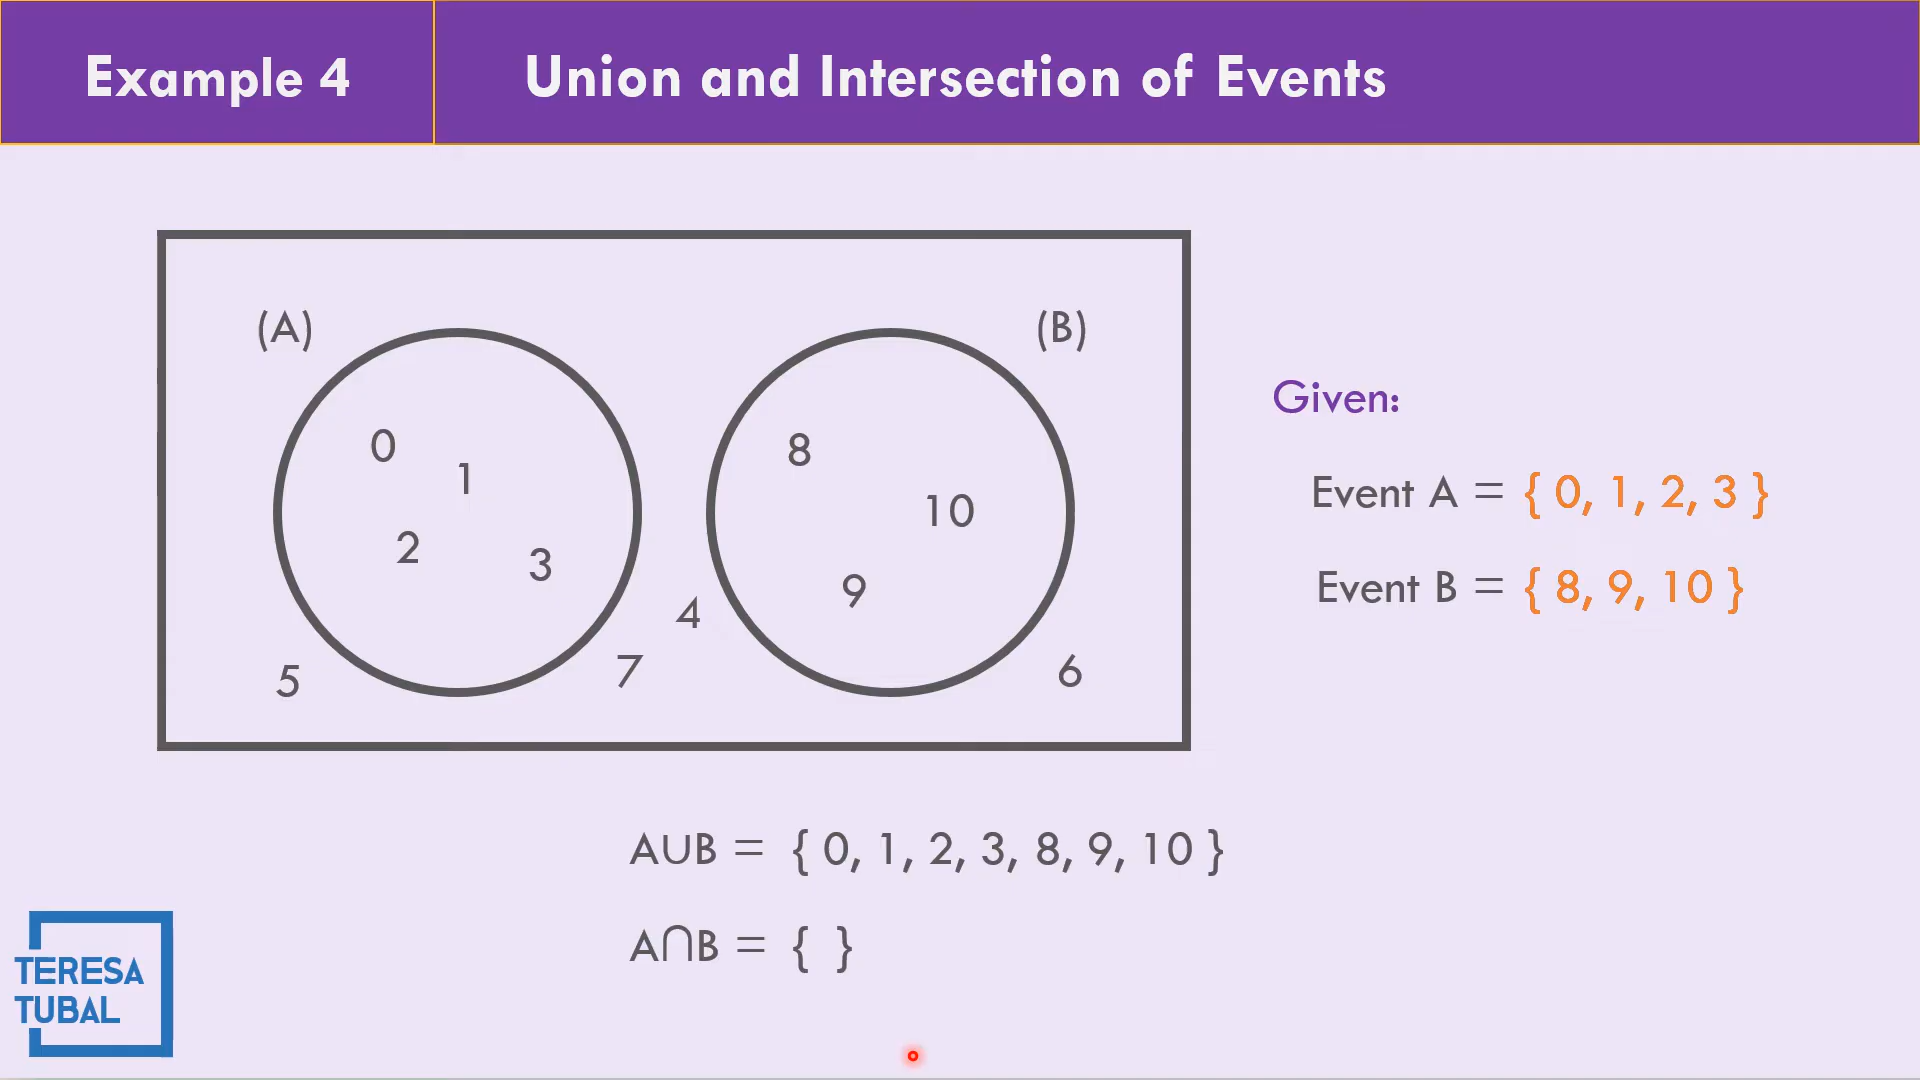 Example 4
Union and Intersection of Events
(A)
(B)
0
1
2
3
8
10
9
4
5
7
6
Given:
Event A = { 0, 1, 2, 3 }
Event B = { 8, 9, 10 }
A∪B = { 0, 1, 2, 3, 8, 9, 10 }
A∩B = { }
TERESA
TUBAL